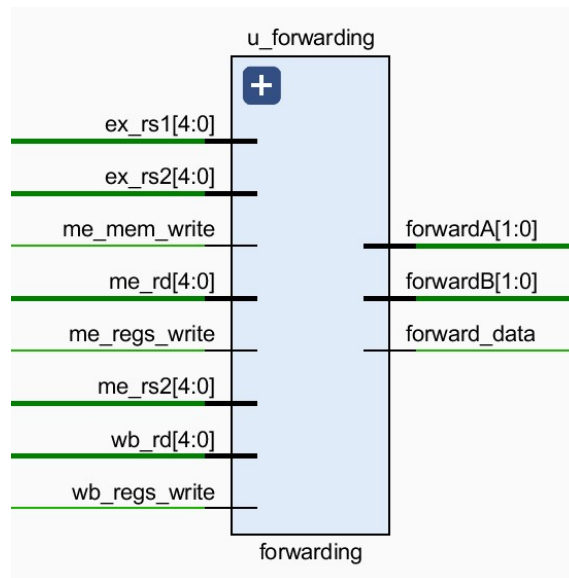 u_forwarding
ex_rs1[4:0]
ex_rs2[4:0]
me_mem_write
me_rd[4:0]
me_regs_write
me_rs2[4:0]
wb_rd[4:0]
wb_regs_write
forwardA[1:0]
forwardB[1:0]
forward_data
forwarding